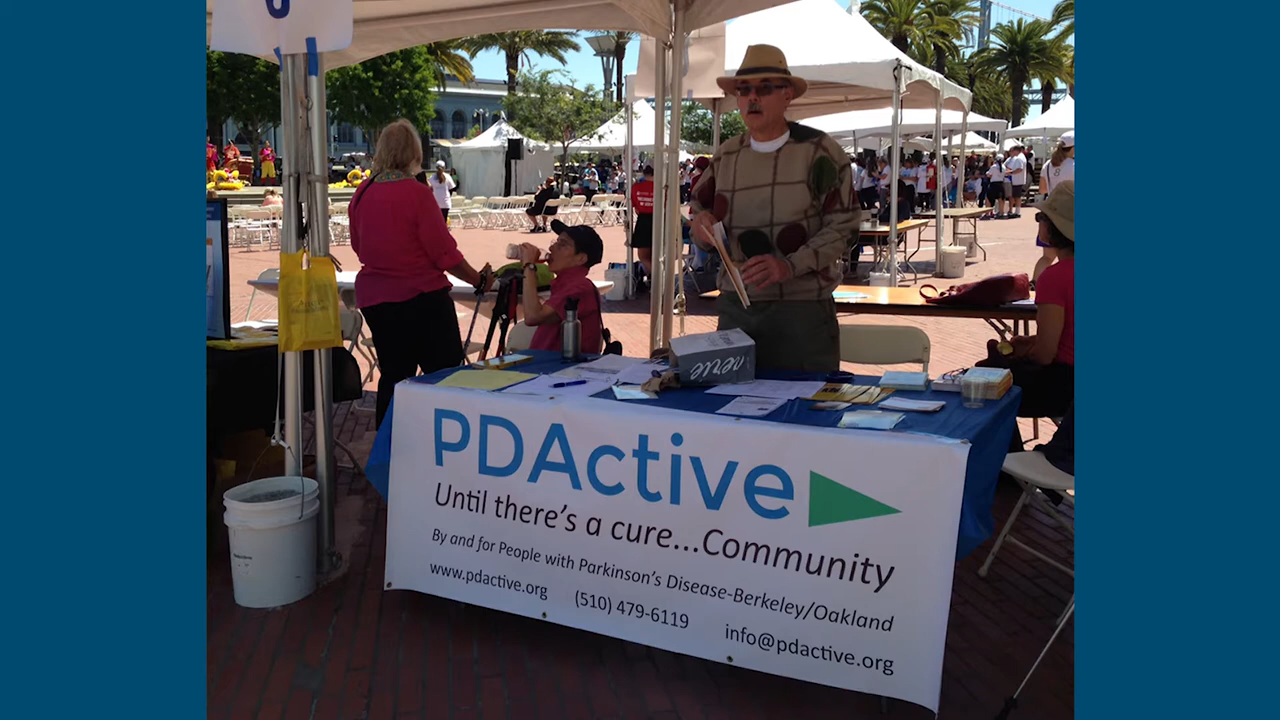 PDActive
Until there's a cure...Community
By and for People with Parkinson's Disease-Berkeley/Oakland
www.pdactive.org (510) 479-6119 info@pdactive.org